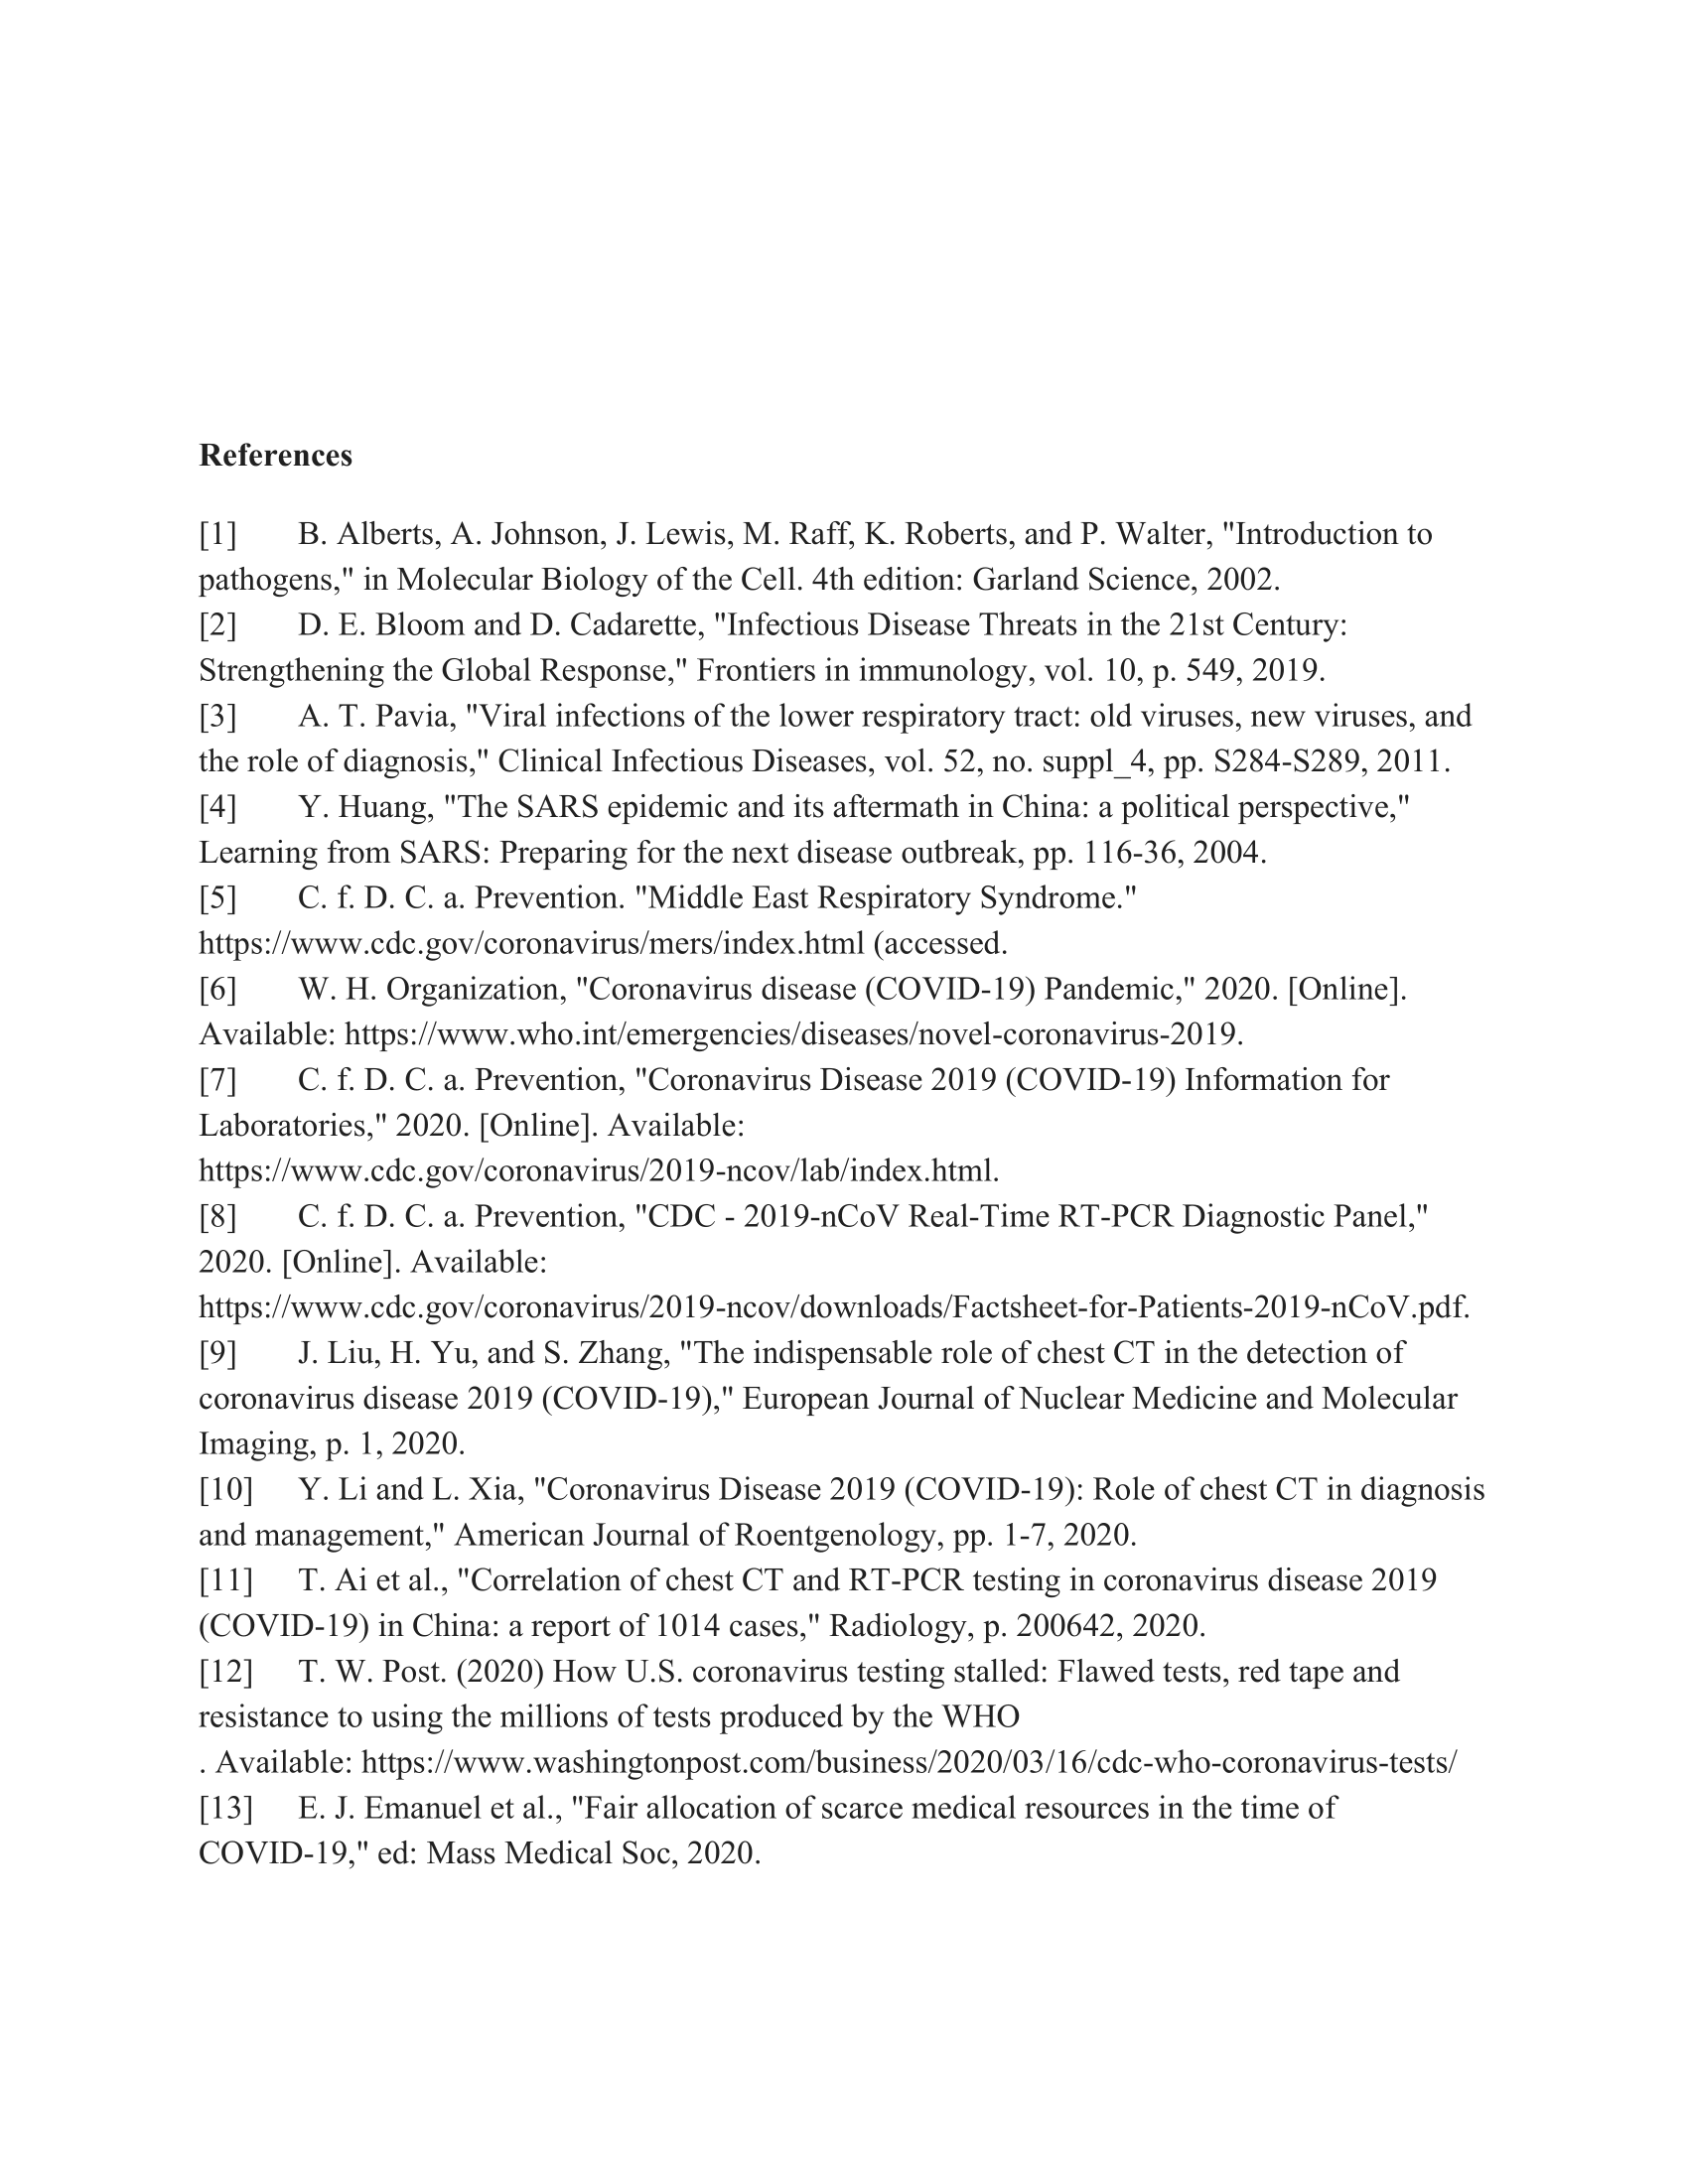 References
[1] B. Alberts, A. Johnson, J. Lewis, M. Raff, K. Roberts, and P. Walter, "Introduction to
pathogens," in Molecular Biology of the Cell. 4th edition: Garland Science, 2002.
[2] D. E. Bloom and D. Cadarette, "Infectious Disease Threats in the 21st Century:
Strengthening the Global Response," Frontiers in immunology, vol. 10, p. 549, 2019.
[3] A. T. Pavia, "Viral infections of the lower respiratory tract: old viruses, new viruses, and
the role of diagnosis," Clinical Infectious Diseases, vol. 52, no. suppl_4, pp. S284-S289, 2011.
[4] Y. Huang, "The SARS epidemic and its aftermath in China: a political perspective,"
Learning from SARS: Preparing for the next disease outbreak, pp. 116-36, 2004.
[5] C. f. D. C. a. Prevention. "Middle East Respiratory Syndrome."
https://www.cdc.gov/coronavirus/mers/index.html (accessed.
[6] W. H. Organization, "Coronavirus disease (COVID-19) Pandemic," 2020. [Online].
Available: https://www.who.int/emergencies/diseases/novel-coronavirus-2019.
[7] C. f. D. C. a. Prevention, "Coronavirus Disease 2019 (COVID-19) Information for
Laboratories," 2020. [Online]. Available:
https://www.cdc.gov/coronavirus/2019-ncov/lab/index.html.
[8] C. f. D. C. a. Prevention, "CDC - 2019-nCoV Real-Time RT-PCR Diagnostic Panel,"
2020. [Online]. Available:
https://www.cdc.gov/coronavirus/2019-ncov/downloads/Factsheet-for-Patients-2019-nCoV.pdf.
[9] J. Liu, H. Yu, and S. Zhang, "The indispensable role of chest CT in the detection of
coronavirus disease 2019 (COVID-19)," European Journal of Nuclear Medicine and Molecular
Imaging, p. 1, 2020.
[10] Y. Li and L. Xia, "Coronavirus Disease 2019 (COVID-19): Role of chest CT in diagnosis
and management," American Journal of Roentgenology, pp. 1-7, 2020.
[11] T. Ai et al., "Correlation of chest CT and RT-PCR testing in coronavirus disease 2019
(COVID-19) in China: a report of 1014 cases," Radiology, p. 200642, 2020.
[12] T. W. Post. (2020) How U.S. coronavirus testing stalled: Flawed tests, red tape and
resistance to using the millions of tests produced by the WHO
. Available: https://www.washingtonpost.com/business/2020/03/16/cdc-who-coronavirus-tests/
[13] E. J. Emanuel et al., "Fair allocation of scarce medical resources in the time of
COVID-19," ed: Mass Medical Soc, 2020.